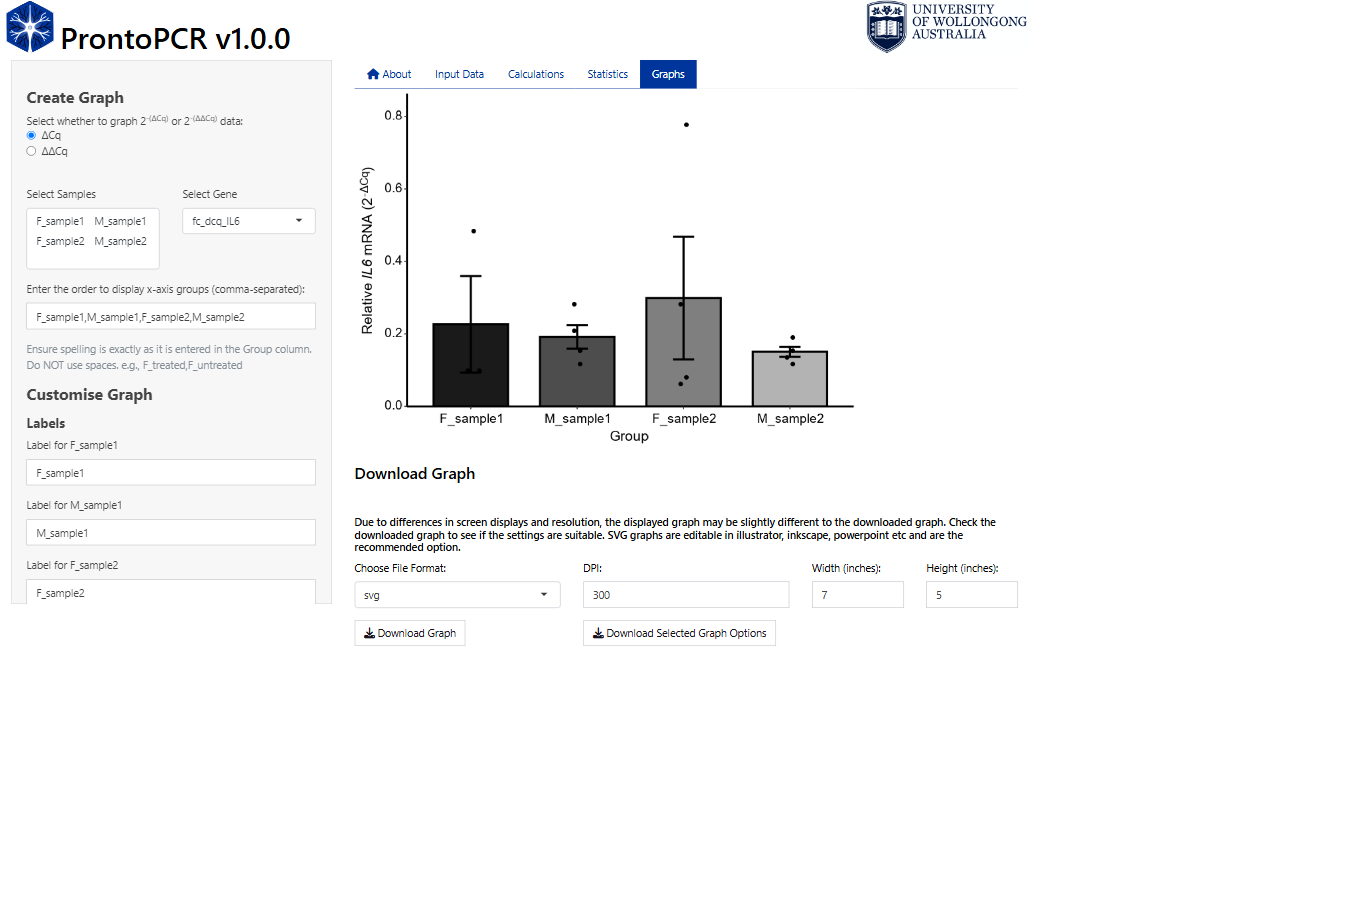 ProntoPCR v1.0.0
UNIVERSITY
OF WOLLONGONG
AUSTRALIA
Create Graph
Select whether to graph 2^-(ΔCq) or 2^-(ΔΔCq) data:
ΔCq
ΔΔCq
Select Samples
F_sample1 M_sample1
F_sample2 M_sample2
Select Gene
fc_dcq_IL6
Enter the order to display x-axis groups (comma-separated):
F_sample1,M_sample1,F_sample2,M_sample2
Ensure spelling is exactly as it is entered in the Group column.
Do NOT use spaces. e.g., F_treated,F_untreated
Customise Graph
Labels
Label for F_sample1
F_sample1
Label for M_sample1
M_sample1
Label for F_sample2
F_sample2
About Input Data Calculations Statistics Graphs
Relative IL6 mRNA (2^-ΔCq)
0.8
0.6
0.4
0.2
0.0
F_sample1 M_sample1 F_sample2 M_sample2
Group
Download Graph
Due to differences in screen displays and resolution, the displayed graph may be slightly different to the downloaded graph. Check the
downloaded graph to see if the settings are suitable. SVG graphs are editable in illustrator, inkscape, powerpoint etc and are the
recommended option.
Choose File Format: DPI: Width (inches): Height (inches):
svg 300 7 5
Download Graph Download Selected Graph Options